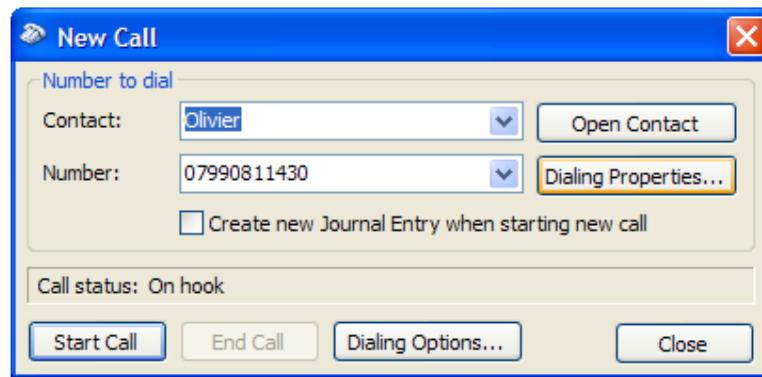 New Call
Number to dial
Contact: Olivier Open Contact
Number: 07990811430 Dialing Properties...
Create new Journal Entry when starting new call
Call status: On hook
Start Call End Call Dialing Options... Close